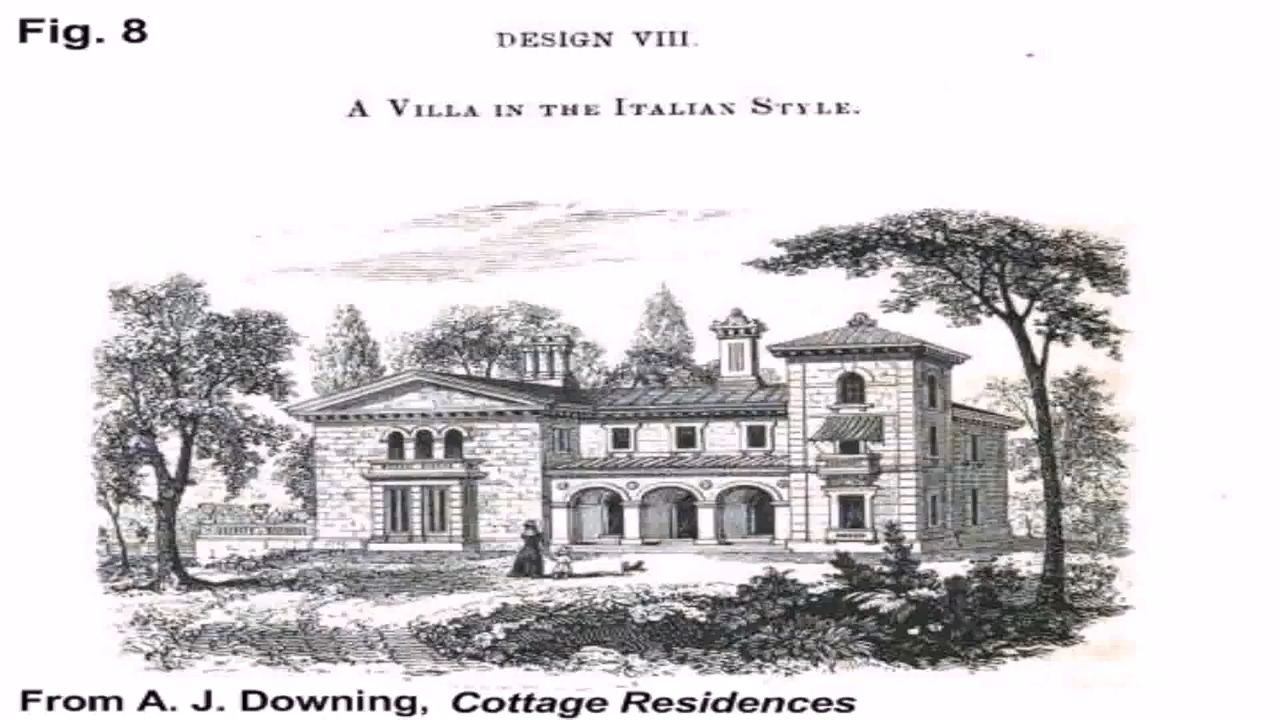 Fig. 8
DESIGN VIII.
A VILLA IN THE ITALIAN STYLE.
From A. J. Downing, Cottage Residences